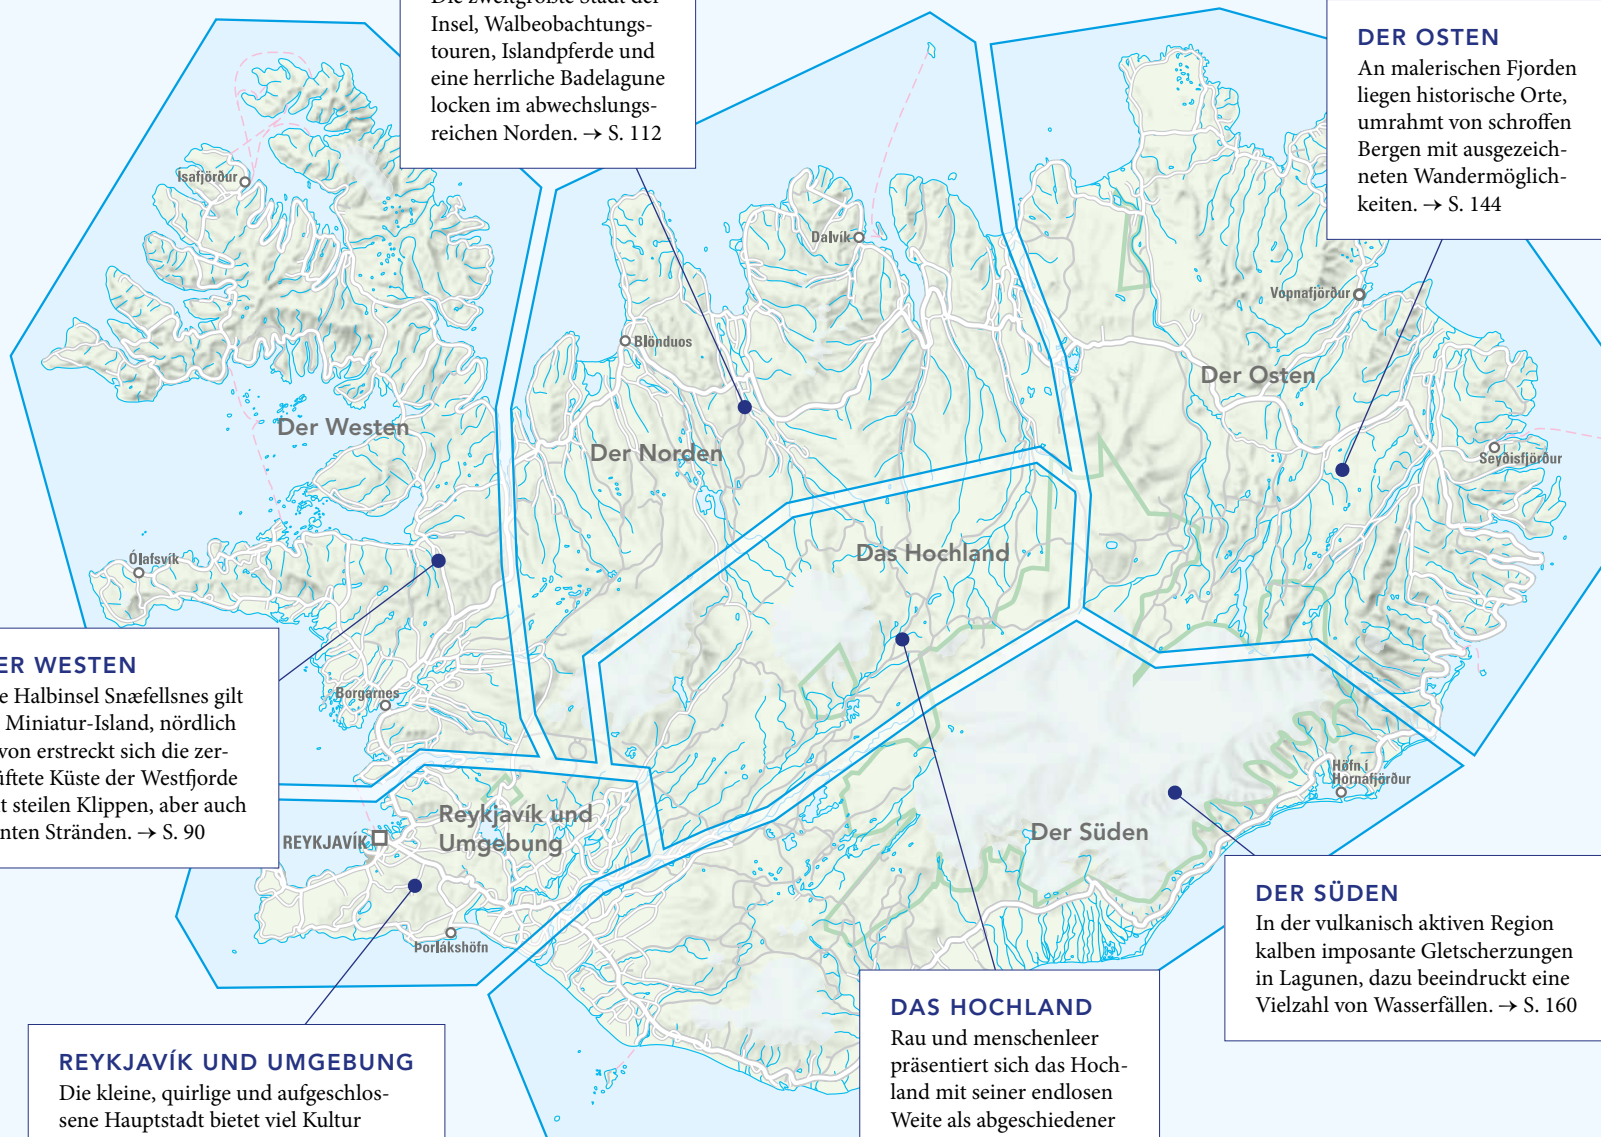 Die zweitgrößte Stadt der
Insel, Walbeobachtungs-
touren, Islandpferde und
eine herrliche Badelagune
locken im abwechslungs-
reichen Norden. → S. 112
DER OSTEN
An malerischen Fjorden
liegen historische Orte,
umrahmt von schroffen
Bergen mit ausgezeich-
neten Wandermöglich-
keiten. → S. 144
Isafjörður
Dalvík
Vopnafjörður
Blönduos
Der Osten
Der Westen
Der Norden
Seyðisfjörður
Das Hochland
Ólafsvík
ER WESTEN
e Halbinsel Snæfellsnes gilt
Miniatur-Island, nördlich
von erstreckt sich die zer-
üftete Küste der Westfjorde
t steilen Klippen, aber auch
nten Stränden. → S. 90
Borgarnes
Höfn í
Hornafjörður
Reykjavík und
Umgebung
REYKJAVÍK
Der Süden
Þorlákshöfn
DER SÜDEN
In der vulkanisch aktiven Region
kalben imposante Gletscherzungen
in Lagunen, dazu beeindruckt eine
Vielzahl von Wasserfällen. → S. 160
DAS HOCHLAND
Rau und menschenleer
präsentiert sich das Hoch-
land mit seiner endlosen
Weite als abgeschiedener
REYKJAVÍK UND UMGEBUNG
Die kleine, quirlige und aufgeschlos-
sene Hauptstadt bietet viel Kultur